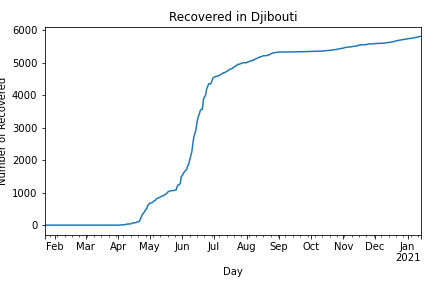 Recovered in Djibouti
Number of Recovered
6000
5000
4000
3000
2000
1000
0
Feb Mar Apr May Jun Jul Aug Sep Oct Nov Dec Jan
2021
Day